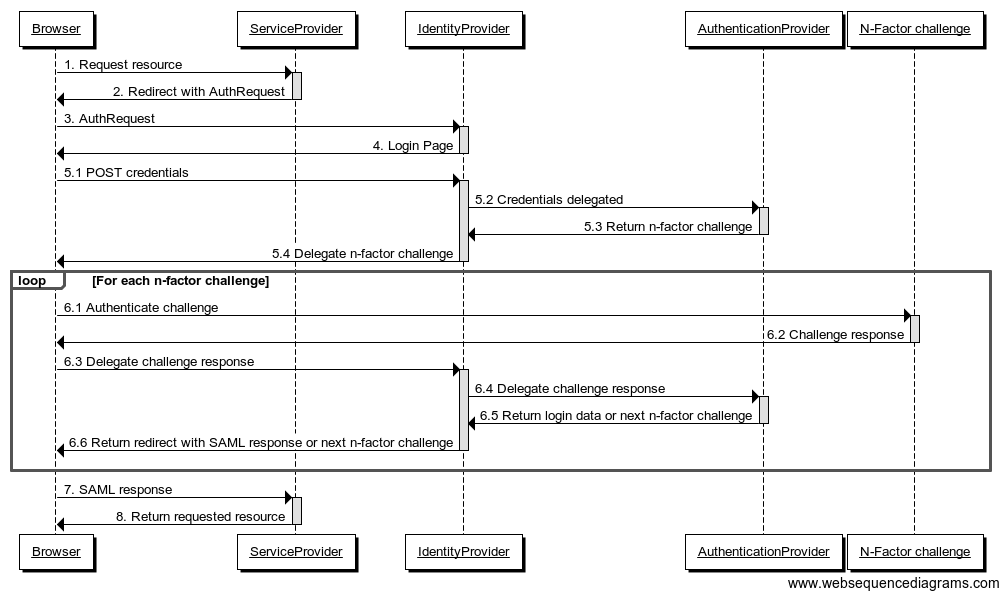 Browser
ServiceProvider
IdentityProvider
AuthenticationProvider
N-Factor challenge
1. Request resource
2. Redirect with AuthRequest
3. AuthRequest
4. Login Page
5.1 POST credentials
5.2 Credentials delegated
5.3 Return n-factor challenge
5.4 Delegate n-factor challenge
loop [For each n-factor challenge]
6.1 Authenticate challenge
6.2 Challenge response
6.3 Delegate challenge response
6.4 Delegate challenge response
6.5 Return login data or next n-factor challenge
6.6 Return redirect with SAML response or next n-factor challenge
7. SAML response
8. Return requested resource
Browser
ServiceProvider
IdentityProvider
AuthenticationProvider
N-Factor challenge
www.websequencediagrams.com